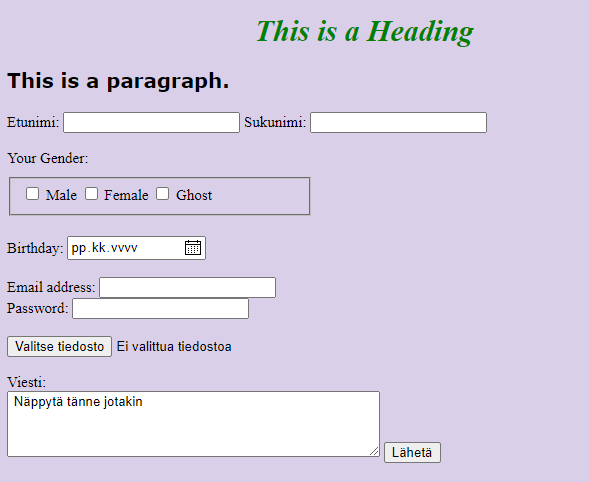 This is a Heading
This is a paragraph.
Etunimi: Sukunimi:
Your Gender:
Male Female Ghost
Birthday: pp.kk.vvvv
Email address:
Password:
Valitse tiedosto Ei valittua tiedostoa
Viesti:
Näppytä tänne jotakin
Lähetä